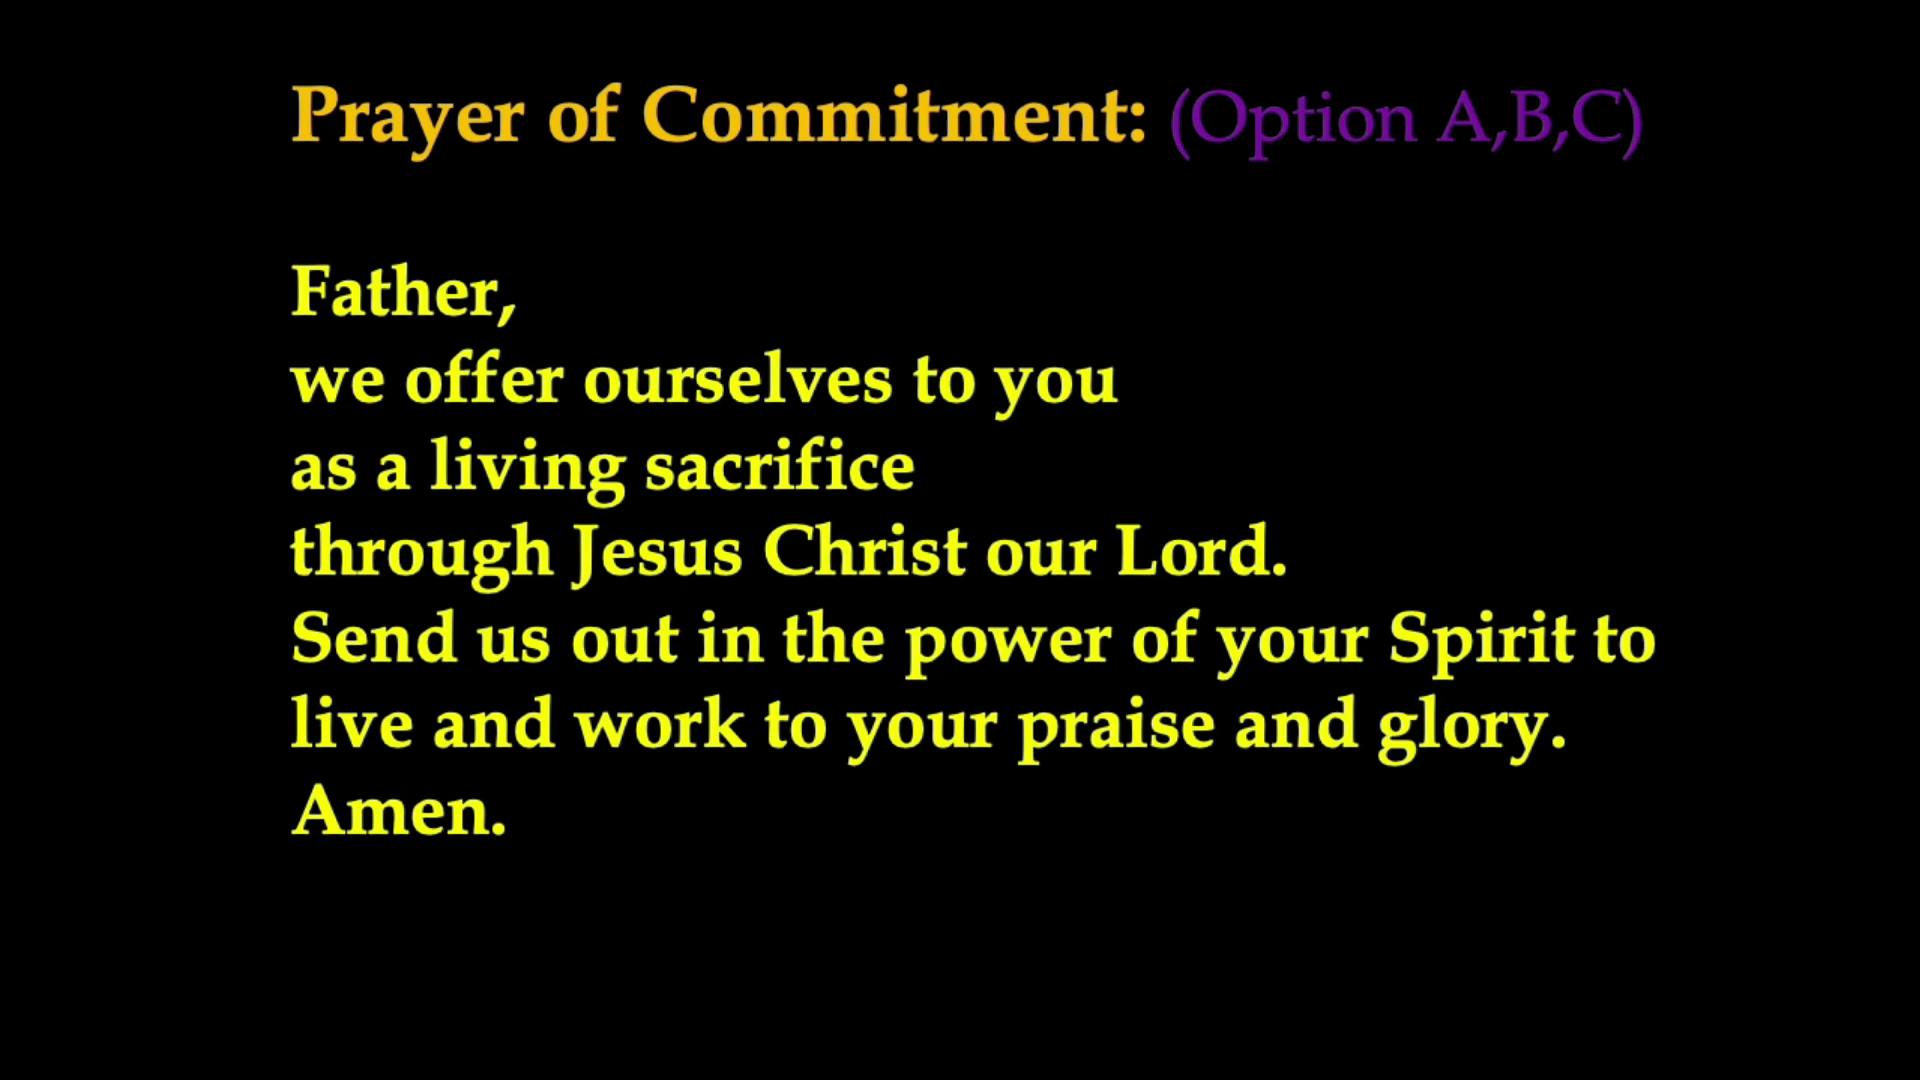 Prayer of Commitment: (Option A,B,C)
Father,
we offer ourselves to you
as a living sacrifice
through Jesus Christ our Lord.
Send us out in the power of your Spirit to
live and work to your praise and glory.
Amen.